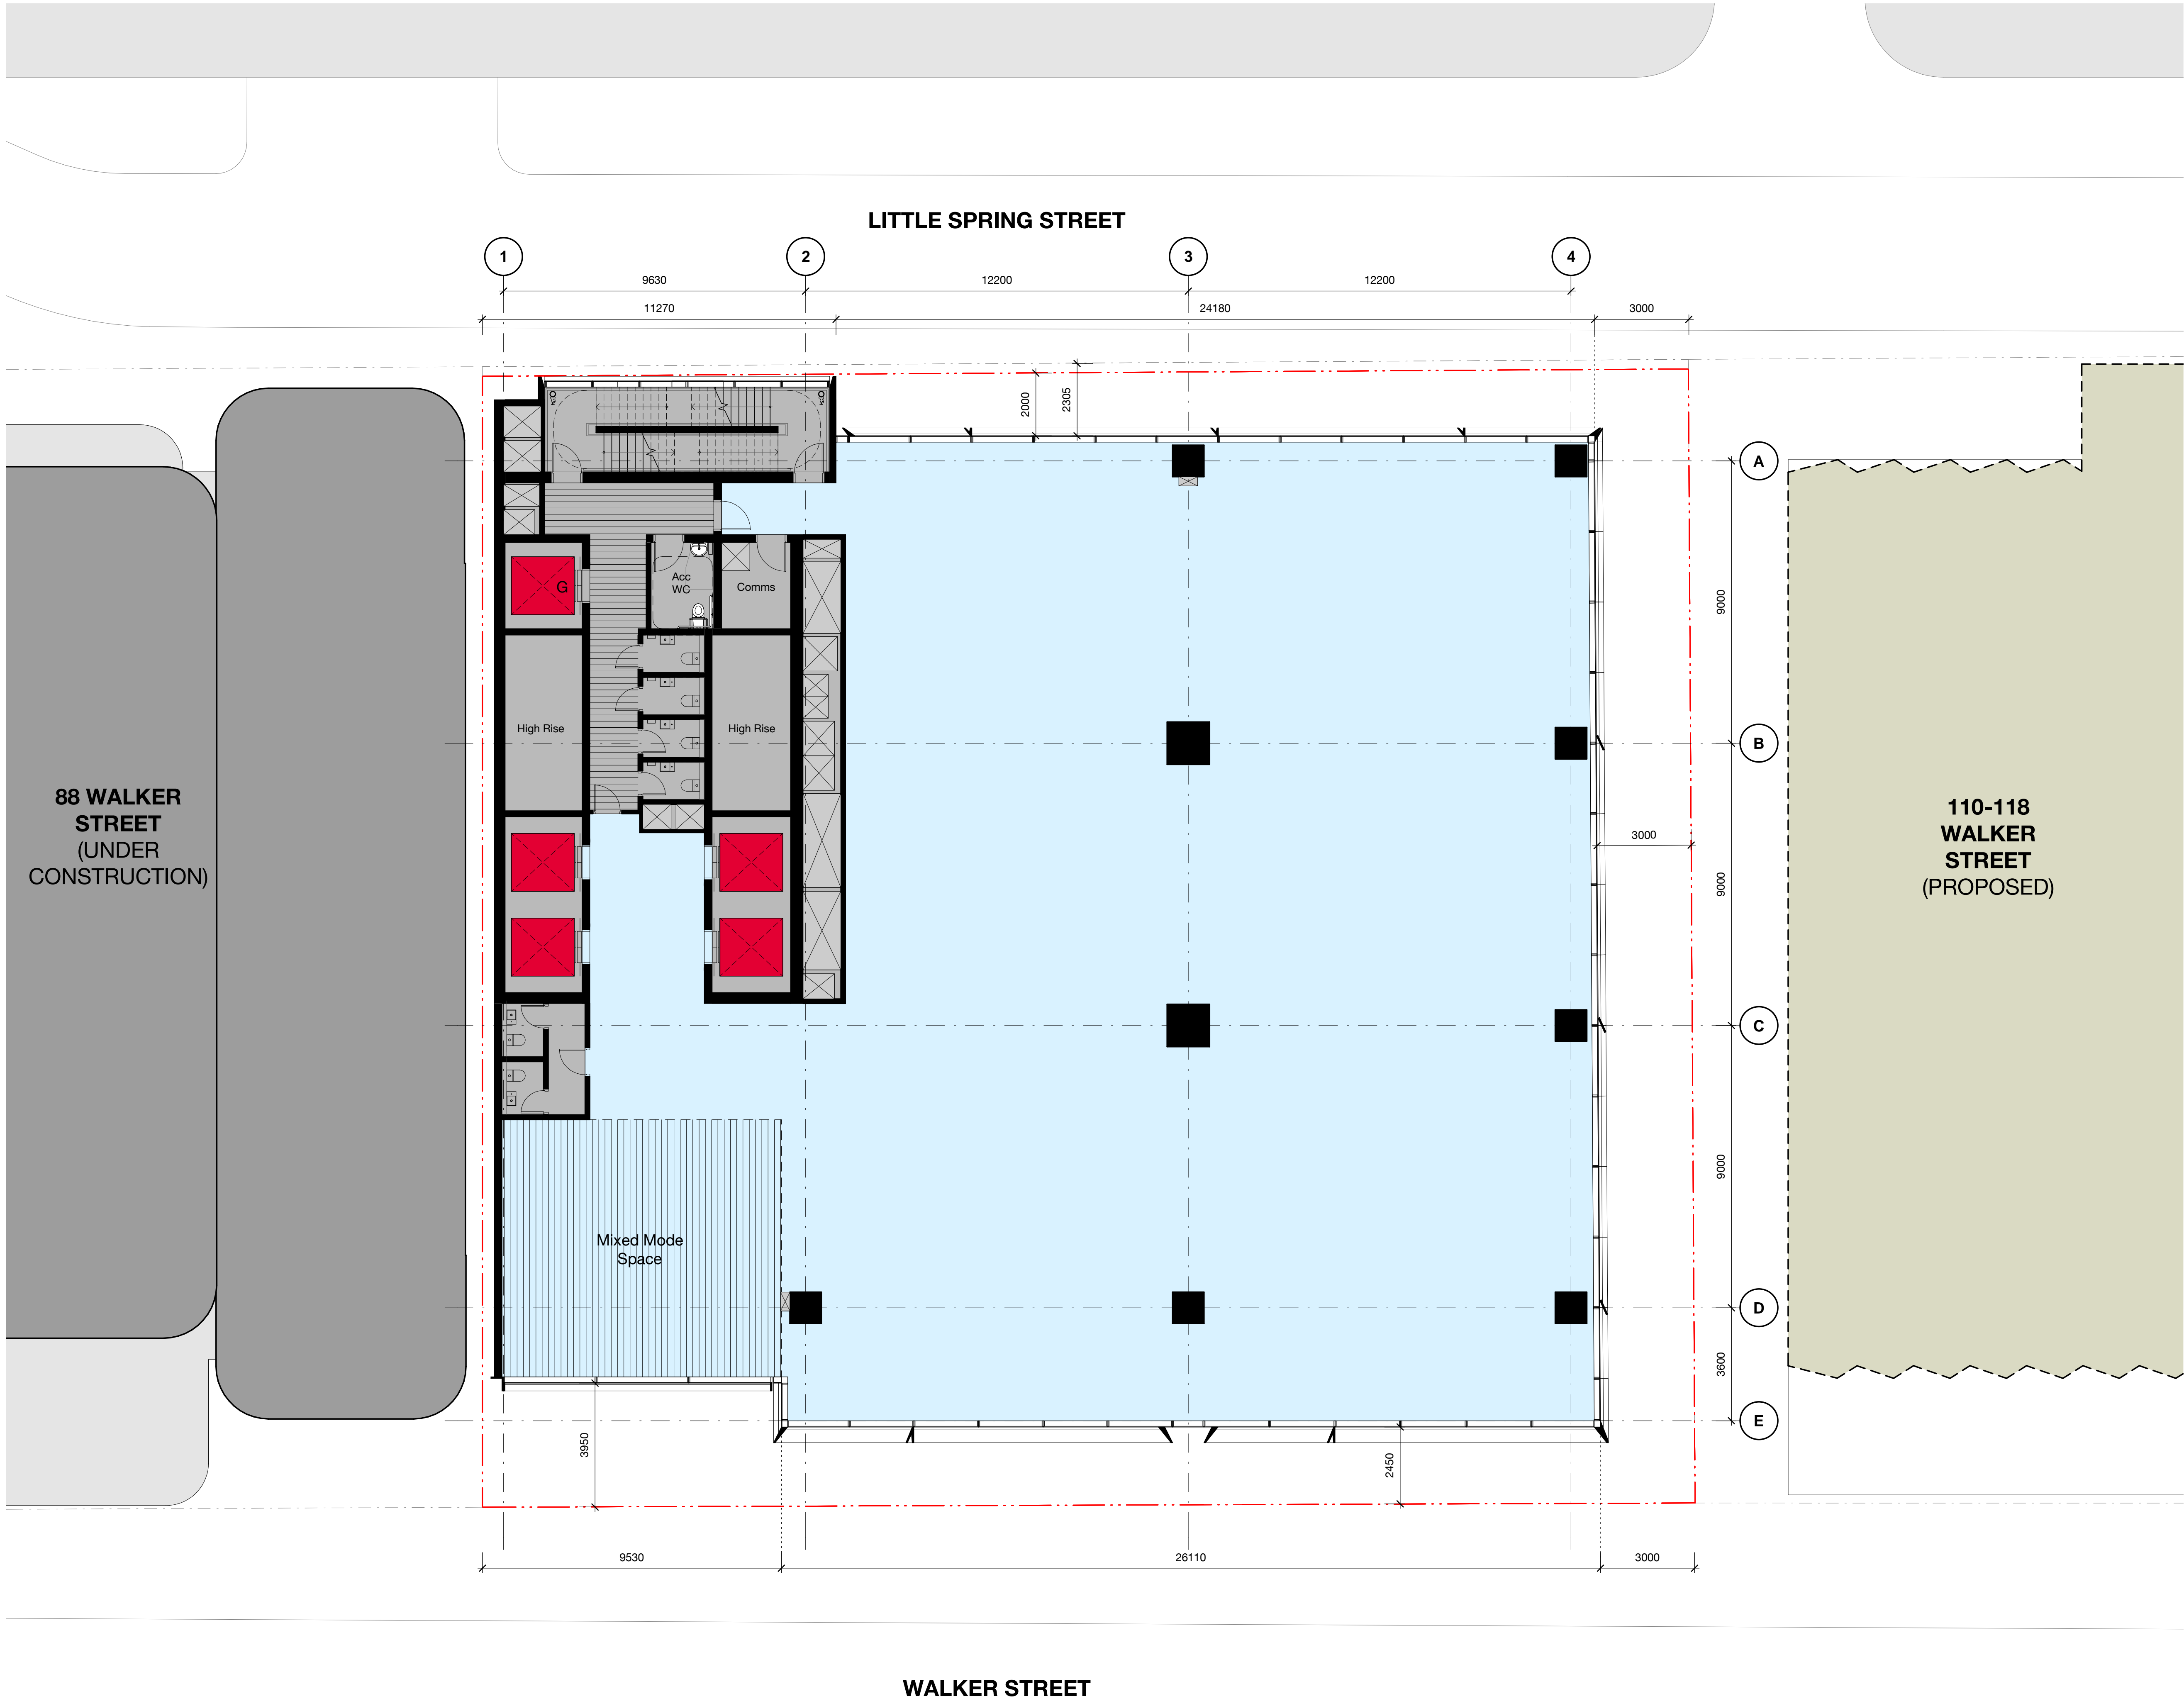 LITTLE SPRING STREET
1
2
3
4
9630
12200
12200
11270
24180
3000
2000
2305
A
G
Acc
WC
Comms
9000
High Rise
High Rise
B
88 WALKER
STREET
(UNDER
CONSTRUCTION)
110-118
WALKER
STREET
(PROPOSED)
3000
9000
C
9000
Mixed Mode
Space
D
3600
E
3950
2450
9530
26110
3000
WALKER STREET